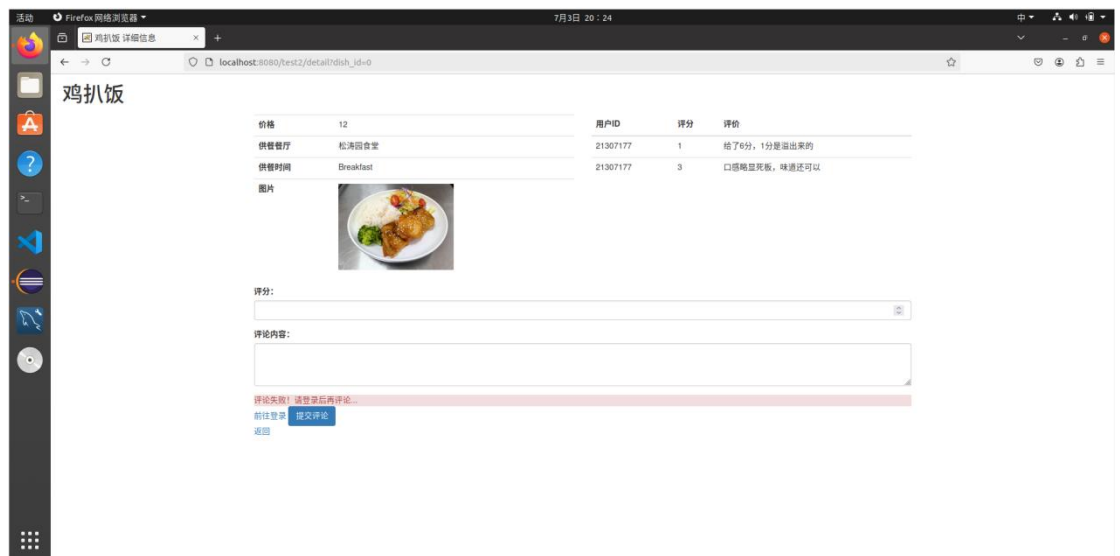 活动 Firefox 网络浏览器 7月3日 20：24 中
鸡扒饭 详细信息 × +
localhost:8080/test2/detail?dish_id=0
鸡扒饭
价格 12
供餐餐厅 松涛园食堂
供餐时间 Breakfast
图片
用户ID 评分 评价
21307177 1 给了6分，1分是溢出来的
21307177 3 口感略显死板，味道还可以
评分：
评论内容：
评论失败！请登录后再评论...
前往登录 提交评论
返回